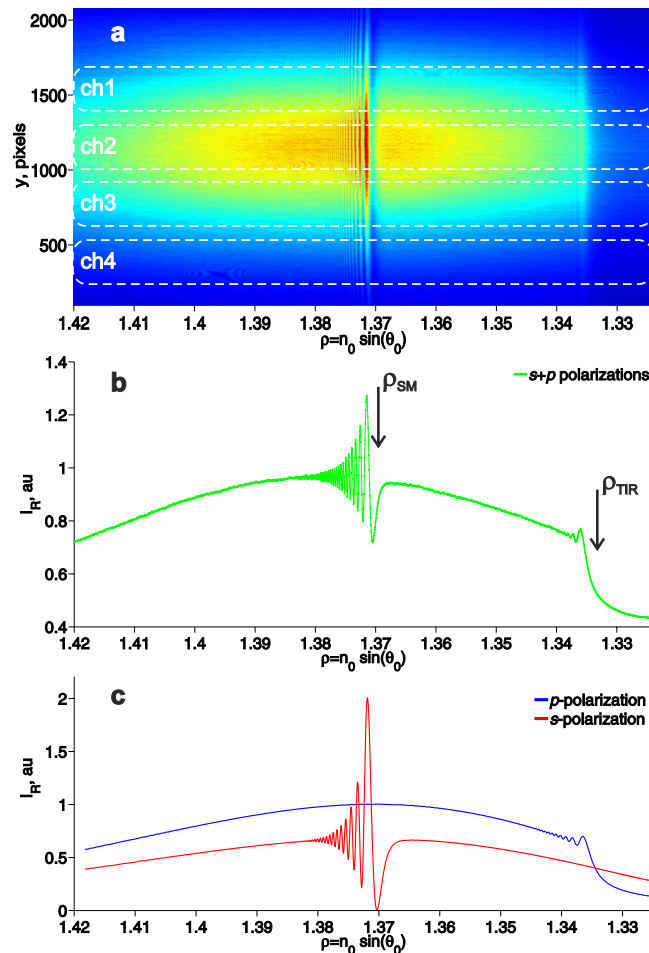 a
2000
1500
1000
500
y, pixels
ch1
ch2
ch3
ch4
1.42 1.41 1.4 1.39 1.38 1.37 1.36 1.35 1.34 1.33
ρ=n0 sin(θ0)
b
1.4
1.2
1
0.8
0.6
0.4
IR, au
ρSM
s+p polarizations
ρTIR
1.42 1.41 1.4 1.39 1.38 1.37 1.36 1.35 1.34 1.33
ρ=n0 sin(θ0)
c
2
1.5
1
0.5
0
IR, au
p-polarization
s-polarization
1.42 1.41 1.4 1.39 1.38 1.37 1.36 1.35 1.34 1.33
ρ=n0 sin(θ0)